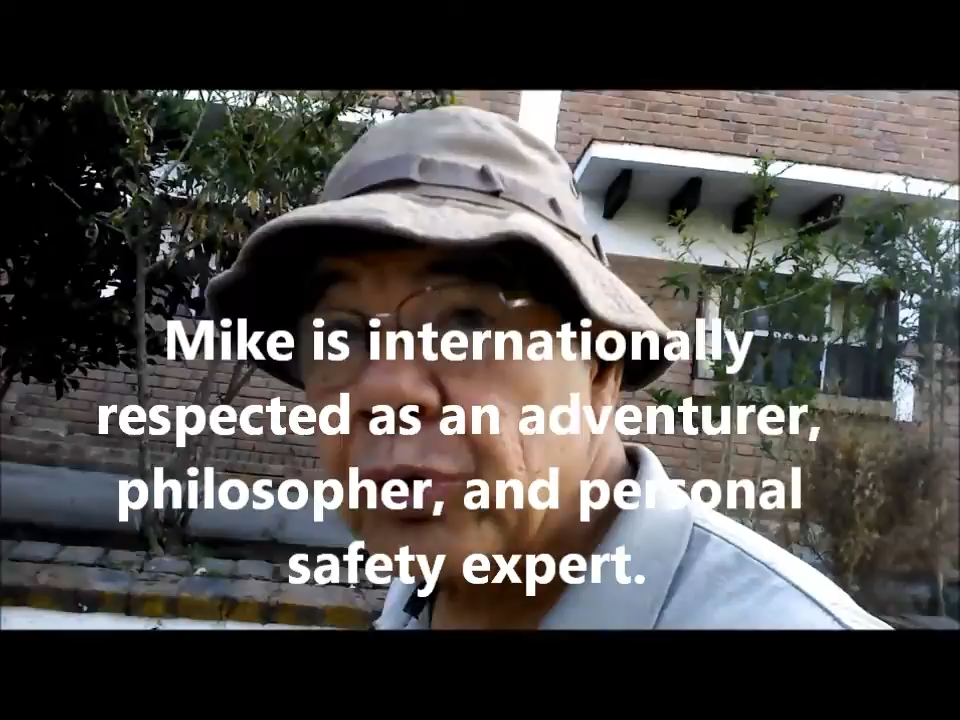 Mike is internationally
respected as an adventurer,
philosopher, and personal
safety expert.